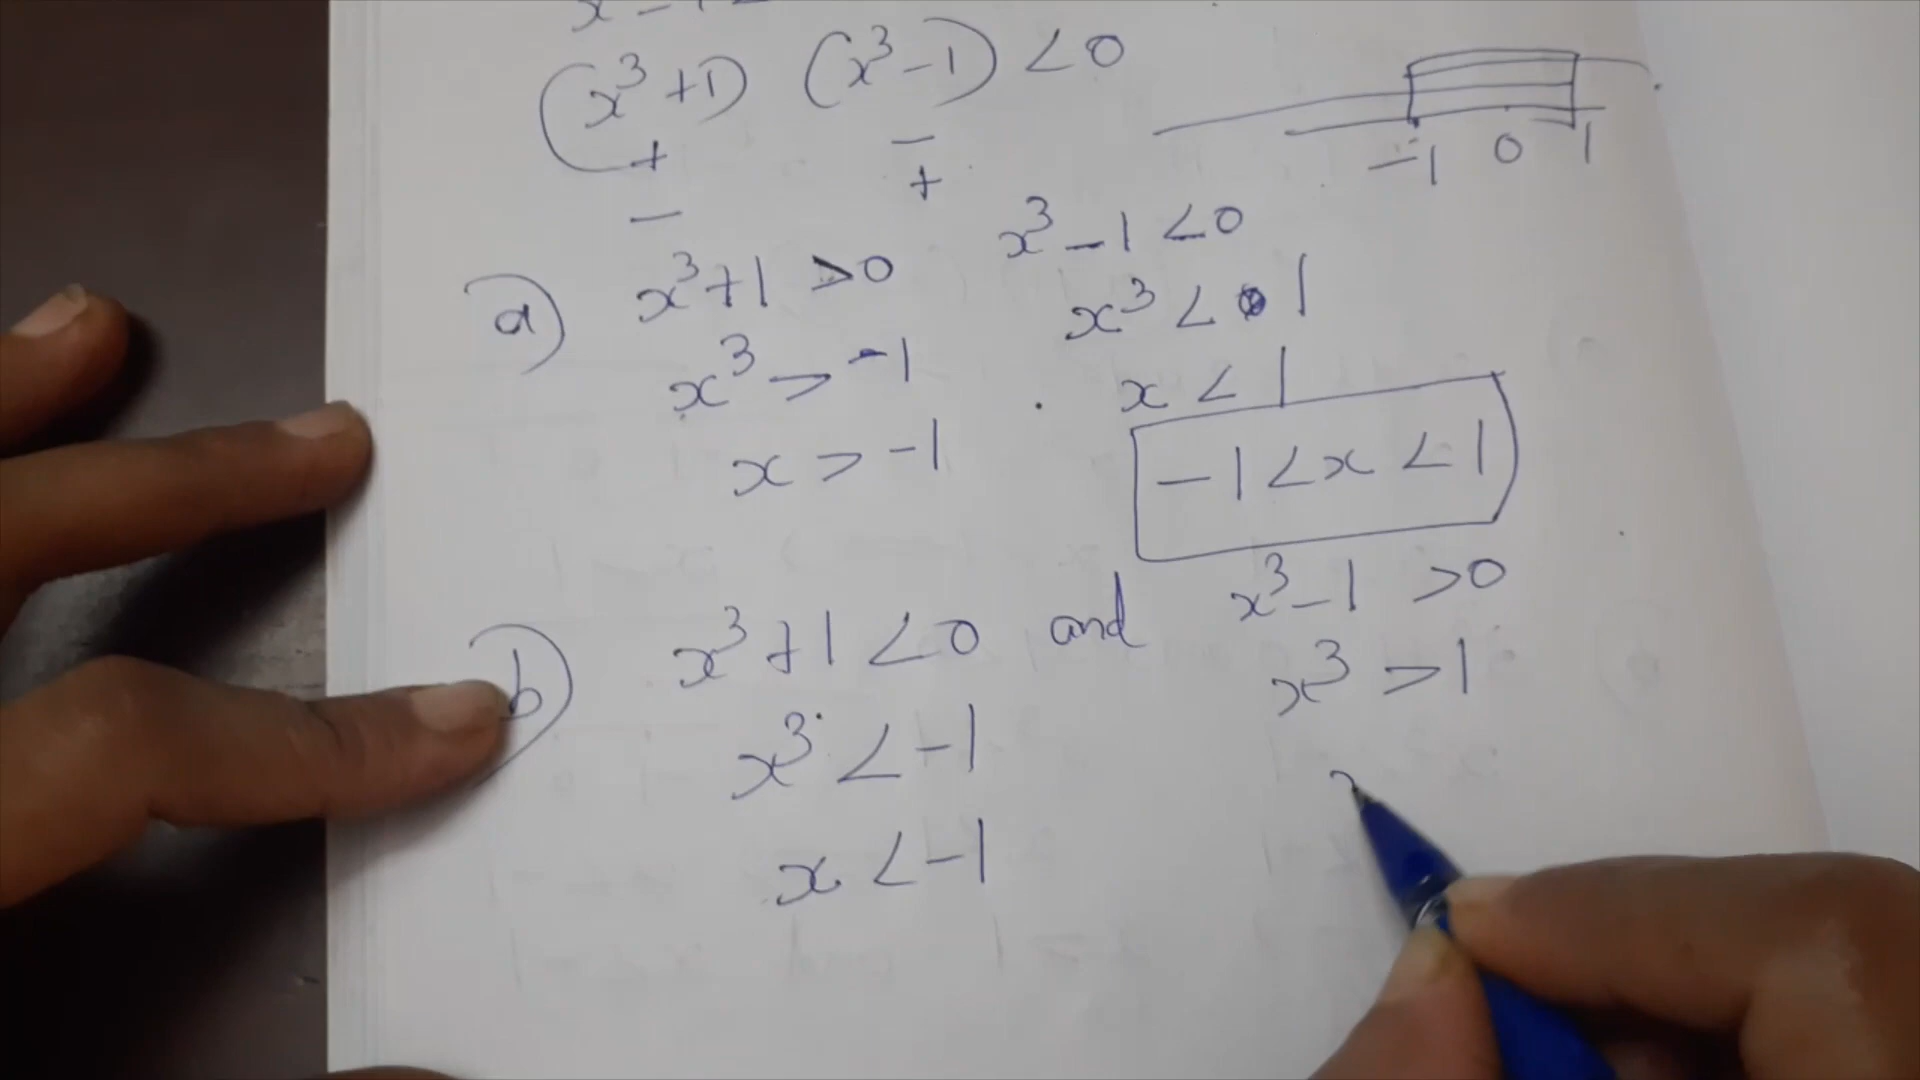 (x³+1) (x³-1) <0
+ -
- +
-1 0 1
a) x³+1 >0 x³-1 <0
x³ > -1 x³ < 1
x > -1 x < 1
-1<x<1
b) x³+1<0 and x³-1 >0
x³ < -1 x³ > 1
x < -1